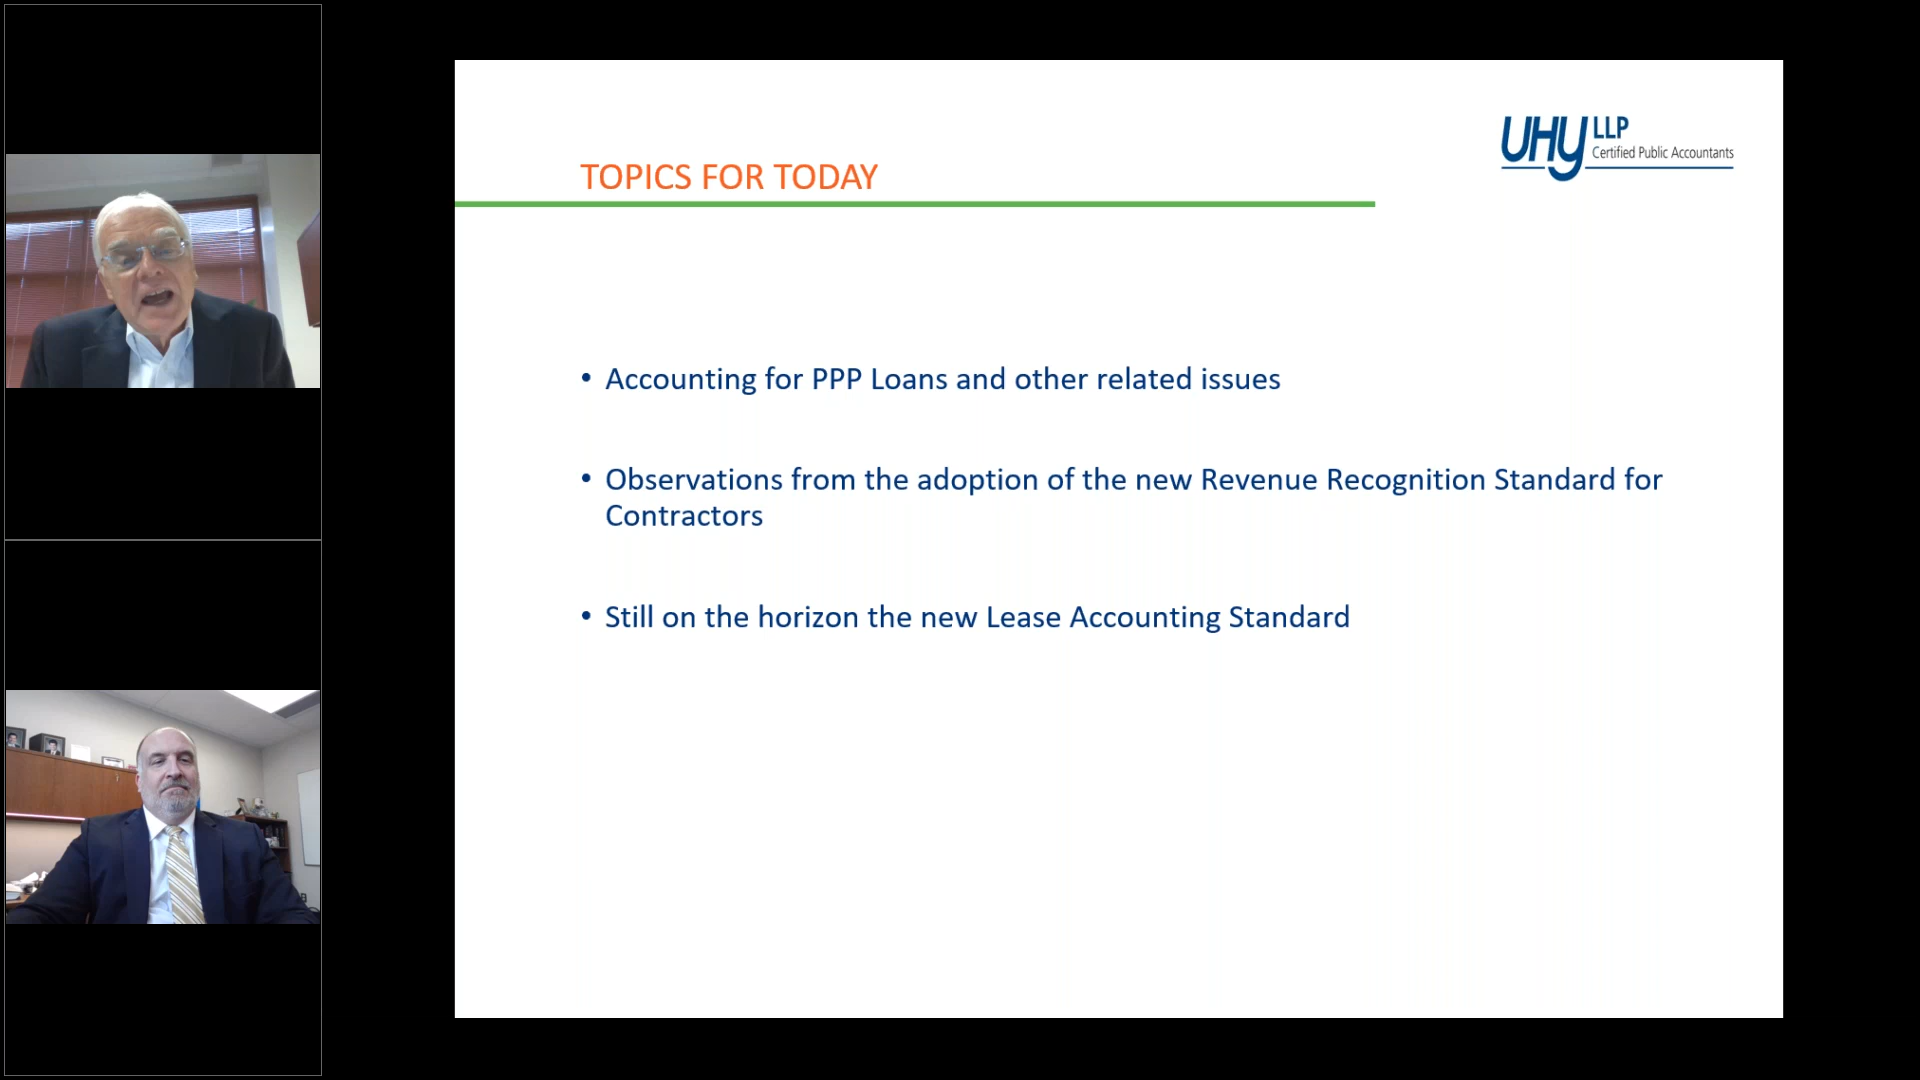 TOPICS FOR TODAY
UHY LLP
Certified Public Accountants
• Accounting for PPP Loans and other related issues
• Observations from the adoption of the new Revenue Recognition Standard for
Contractors
• Still on the horizon the new Lease Accounting Standard